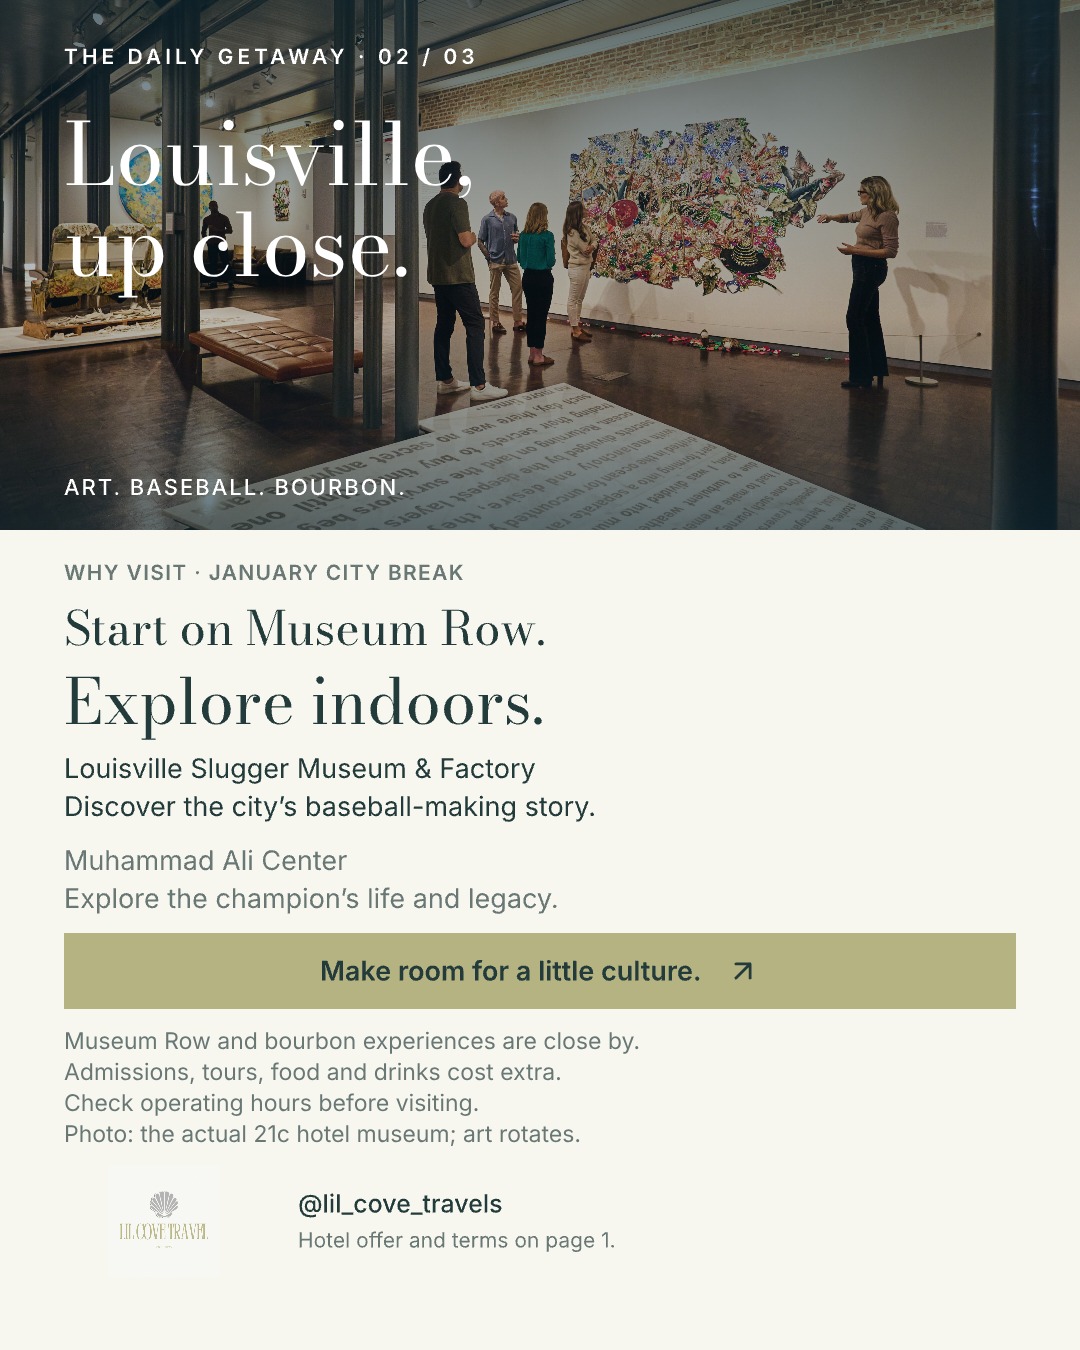 THE DAILY GETAWAY · 02 / 03
Louisville,
up close.
ART. BASEBALL. BOURBON.
WHY VISIT · JANUARY CITY BREAK
Start on Museum Row.
Explore indoors.
Louisville Slugger Museum & Factory
Discover the city’s baseball-making story.
Muhammad Ali Center
Explore the champion’s life and legacy.
Make room for a little culture.
Museum Row and bourbon experiences are close by.
Admissions, tours, food and drinks cost extra.
Check operating hours before visiting.
Photo: the actual 21c hotel museum; art rotates.
LIL COVE TRAVEL
@lil_cove_travels
Hotel offer and terms on page 1.